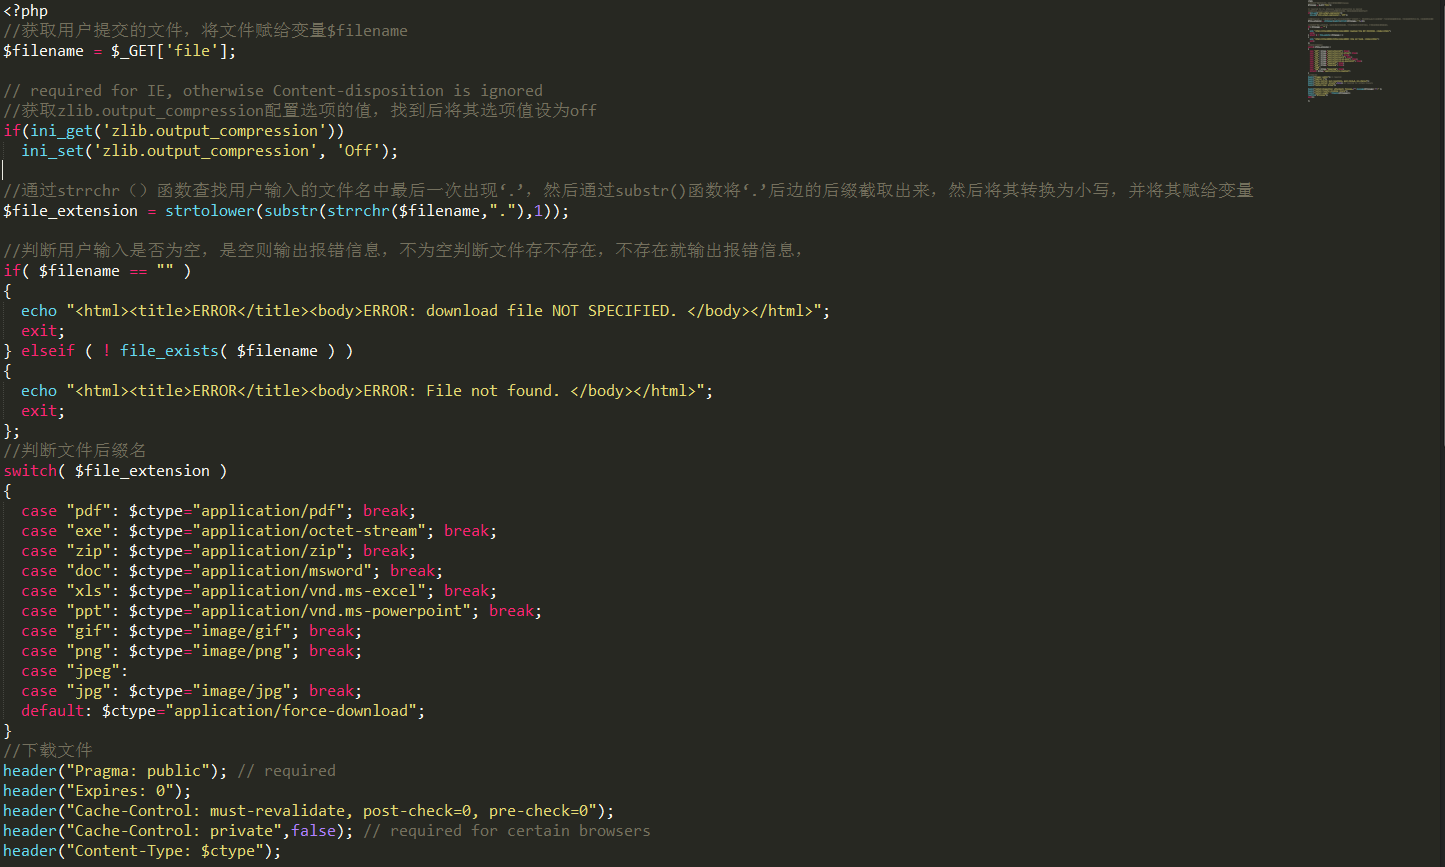 <?php
//获取用户提交的文件，将文件赋给变量$filename
$filename = $_GET['file'];
// required for IE, otherwise Content-disposition is ignored
//获取zlib.output_compression配置选项的值，找到后将其选项值设为off
if(ini_get('zlib.output_compression'))
  ini_set('zlib.output_compression', 'Off');
//通过strrchr（）函数查找用户输入的文件名中最后一次出现‘.’，然后通过substr()函数将‘.’后边的后缀截取出来，然后将其转换为小写，并将其赋给变量
$file_extension = strtolower(substr(strrchr($filename,"."),1));
//判断用户输入是否为空，是空则输出报错信息，不为空判断文件存不存在，不存在就输出报错信息，
if( $filename == "" )
{
  echo "<html><title>ERROR</title><body>ERROR: download file NOT SPECIFIED. </body></html>";
  exit;
} elseif ( ! file_exists( $filename ) )
{
  echo "<html><title>ERROR</title><body>ERROR: File not found. </body></html>";
  exit;
};
//判断文件后缀名
switch( $file_extension )
{
  case "pdf": $ctype="application/pdf"; break;
  case "exe": $ctype="application/octet-stream"; break;
  case "zip": $ctype="application/zip"; break;
  case "doc": $ctype="application/msword"; break;
  case "xls": $ctype="application/vnd.ms-excel"; break;
  case "ppt": $ctype="application/vnd.ms-powerpoint"; break;
  case "gif": $ctype="image/gif"; break;
  case "png": $ctype="image/png"; break;
  case "jpeg":
  case "jpg": $ctype="image/jpg"; break;
  default: $ctype="application/force-download";
}
//下载文件
header("Pragma: public"); // required
header("Expires: 0");
header("Cache-Control: must-revalidate, post-check=0, pre-check=0");
header("Cache-Control: private",false); // required for certain browsers
header("Content-Type: $ctype");